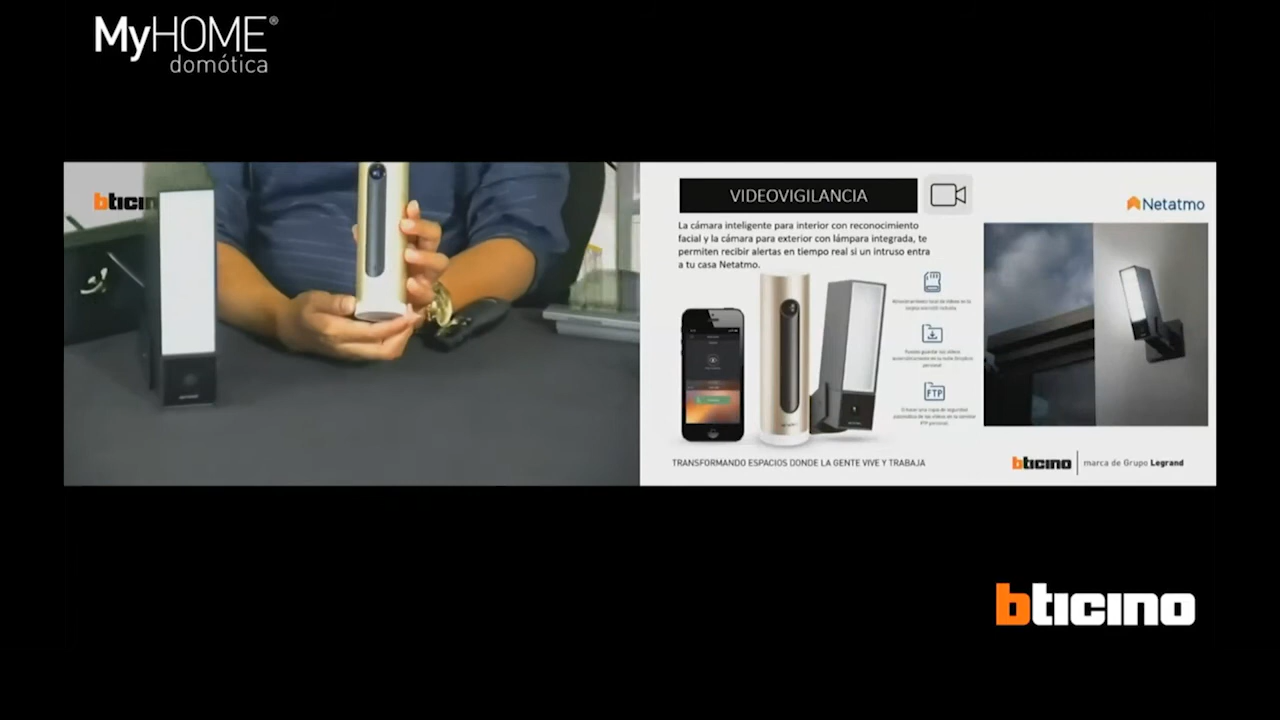 MyHOME®
domótica
bticin
VIDEOVIGILANCIA
Netatmo
La cámara inteligente para interior con reconocimiento
facial y la cámara para exterior con lámpara integrada, te
permiten recibir alertas en tiempo real si un intruso entra
a tu casa Netatmo.
FTP
TRANSFORMANDO ESPACIOS DONDE LA GENTE VIVE Y TRABAJA
bticino
marca de Grupo Legrand
bticino